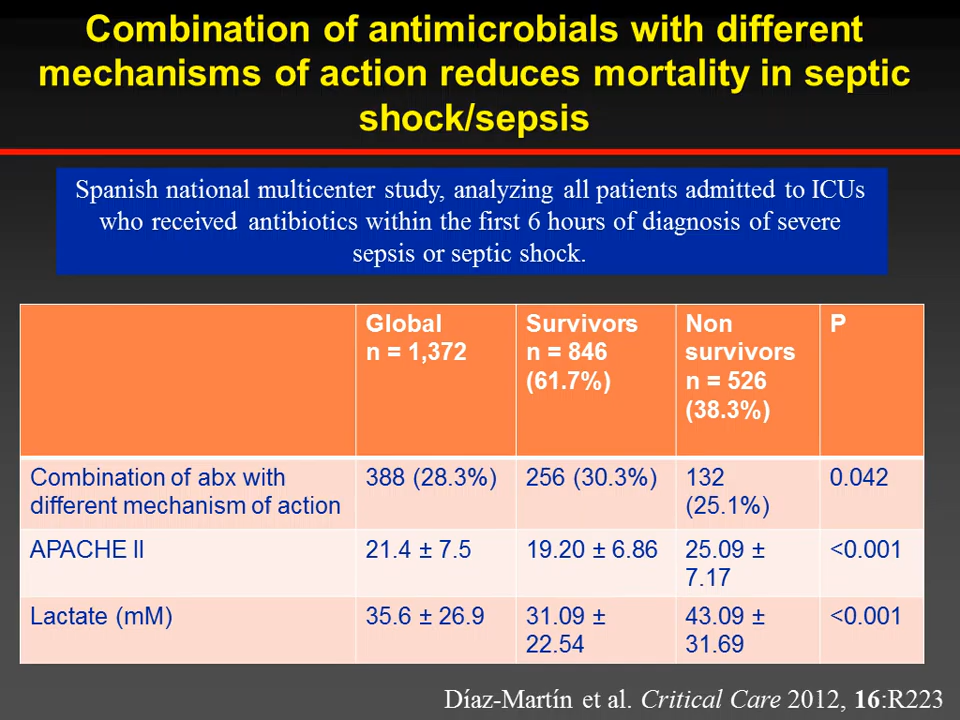 Combination of antimicrobials with different
mechanisms of action reduces mortality in septic
shock/sepsis
Spanish national multicenter study, analyzing all patients admitted to ICUs
who received antibiotics within the first 6 hours of diagnosis of severe
sepsis or septic shock.
Global
n = 1,372
Survivors
n = 846
(61.7%)
Non
survivors
n = 526
(38.3%)
P
Combination of abx with
different mechanism of action
388 (28.3%)
256 (30.3%)
132
(25.1%)
0.042
APACHE II
21.4 ± 7.5
19.20 ± 6.86
25.09 ±
7.17
<0.001
Lactate (mM)
35.6 ± 26.9
31.09 ±
22.54
43.09 ±
31.69
<0.001
Díaz-Martín et al. Critical Care 2012, 16:R223